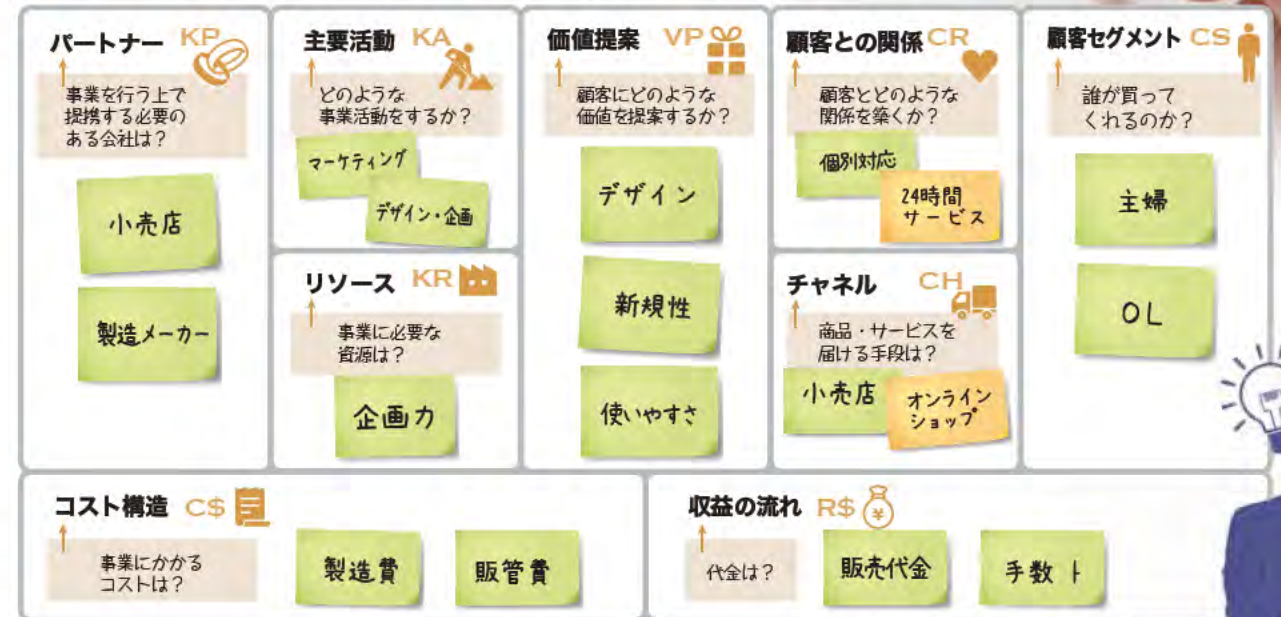 パートナー KP
事業を行う上で
提携する必要の
ある会社は？
小売店
製造メーカー
主要活動 KA
どのような
事業活動をするか？
マーケティング
デザイン・企画
リソース KR
事業に必要な
資源は？
企画力
価値提案 VP
顧客にどのような
価値を提案するか？
デザイン
新規性
使いやすさ
顧客との関係 CR
顧客とどのような
関係を築くか？
個別対応
24時間
サービス
チャネル CH
商品・サービスを
届ける手段は？
小売店
オンライン
ショップ
顧客セグメント CS
誰が買って
くれるのか？
主婦
OL
コスト構造 C$
事業にかかる
コストは？
製造費
販管費
収益の流れ R$
¥
代金は？
販売代金
手数